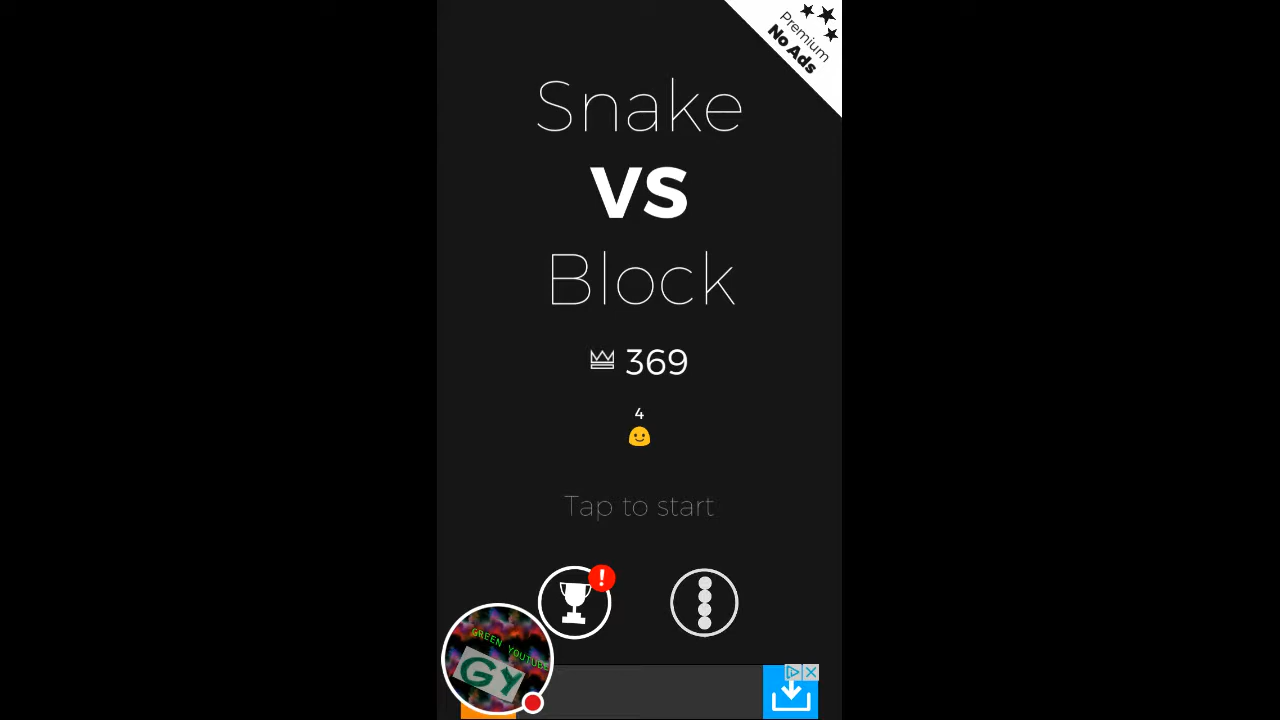 Premium
No Ads
Snake
VS
Block
369
4
Tap to start
!
GREEN YOUTUBE
GY